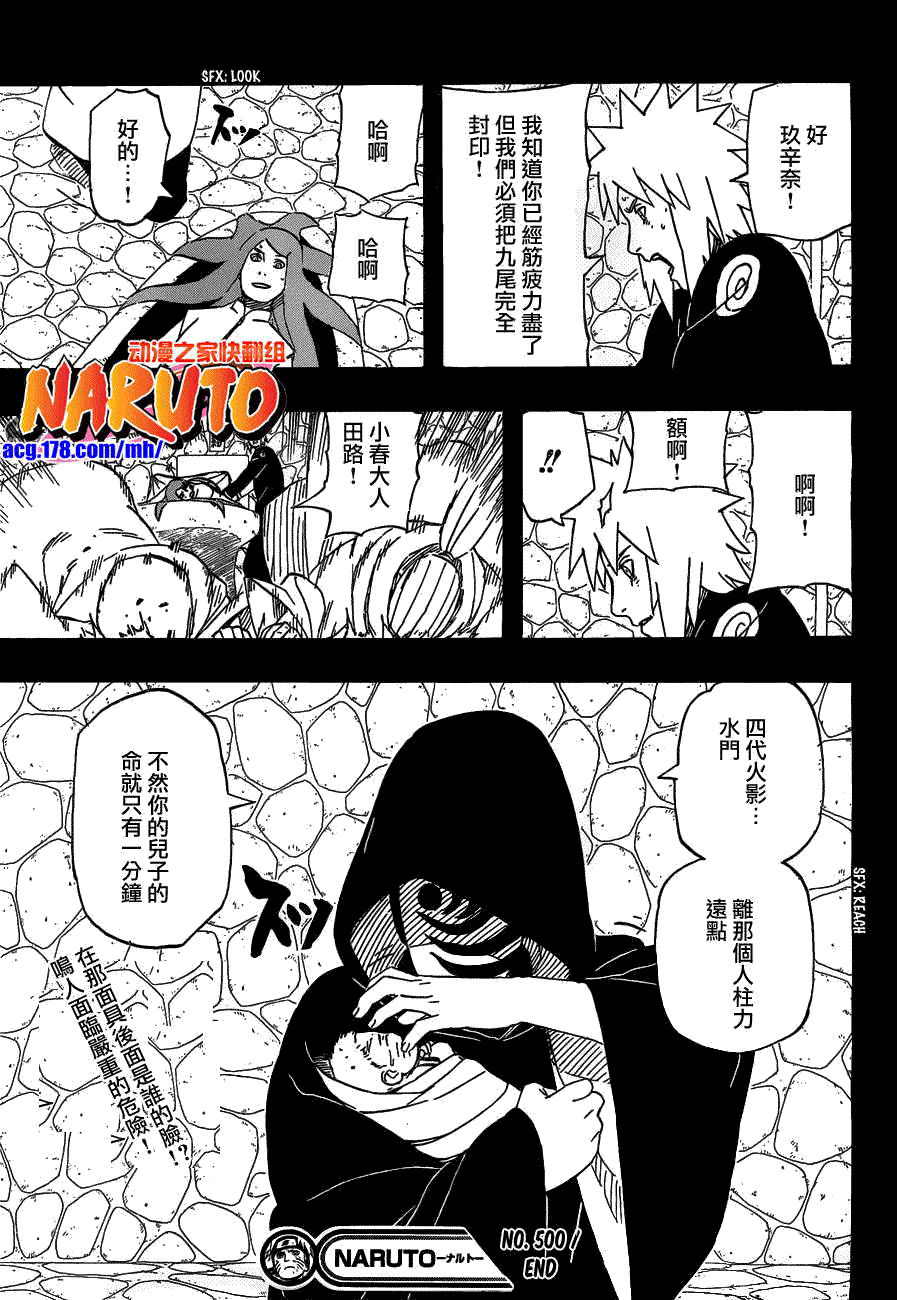 SFX: LOOK
好
玖辛奈！
我知道你已經筋疲力盡了
但我們必須把九尾完全
封印！
哈啊
哈啊
好的…！
ズッ
动漫之家快翻组
NARUTO
acg.178.com/mh/
啊啊！
額啊！
!!
小春大人
田路！
四代火影…
水門
離那個人柱力
遠點
SFX: REACH
ズッ
不然你的兒子的
命就只有一分鐘
在那面具後面是誰的臉!?
鳴人面臨嚴重的危險！
NARUTO―ナルト―
NO. 500 /
END